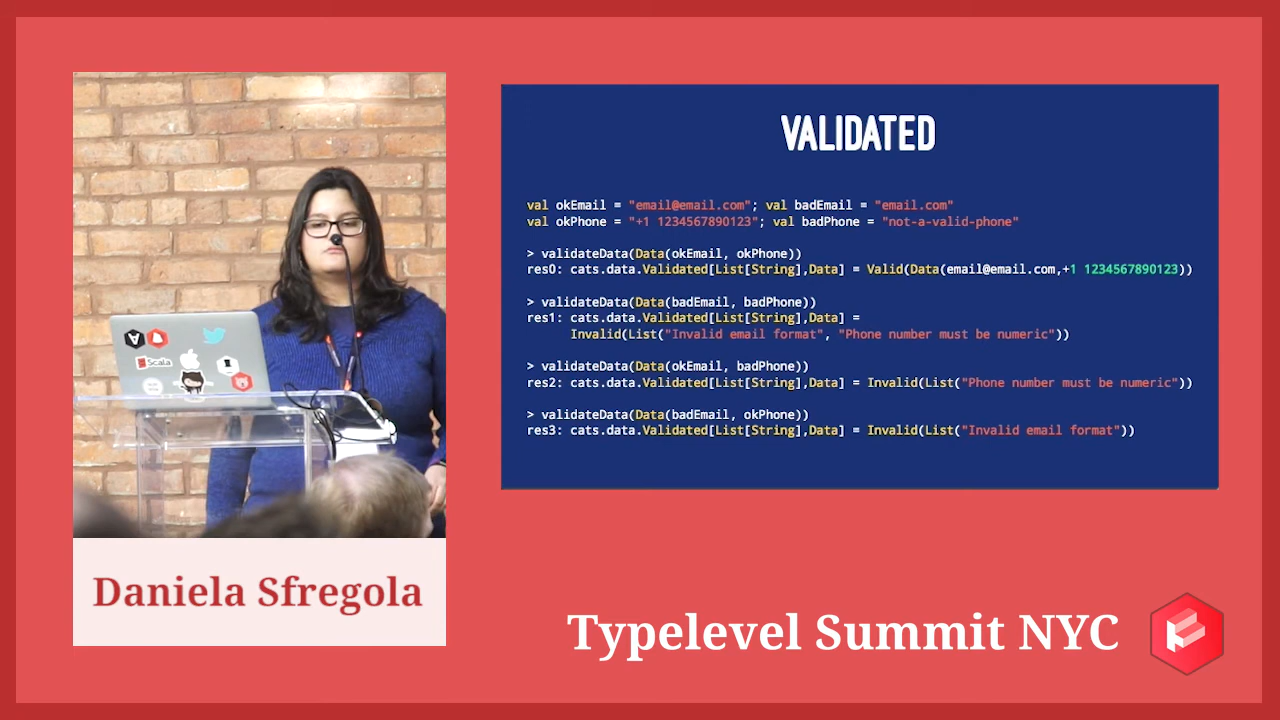 VALIDATED
val okEmail = "email@email.com"; val badEmail = "email.com"
val okPhone = "+1 1234567890123"; val badPhone = "not-a-valid-phone"
> validateData(Data(okEmail, okPhone))
res0: cats.data.Validated[List[String],Data] = Valid(Data(email@email.com,+1 1234567890123))
> validateData(Data(badEmail, badPhone))
res1: cats.data.Validated[List[String],Data] =
Invalid(List("Invalid email format", "Phone number must be numeric"))
> validateData(Data(okEmail, badPhone))
res2: cats.data.Validated[List[String],Data] = Invalid(List("Phone number must be numeric"))
> validateData(Data(badEmail, okPhone))
res3: cats.data.Validated[List[String],Data] = Invalid(List("Invalid email format"))
Scala
Daniela Sfregola
Typelevel Summit NYC